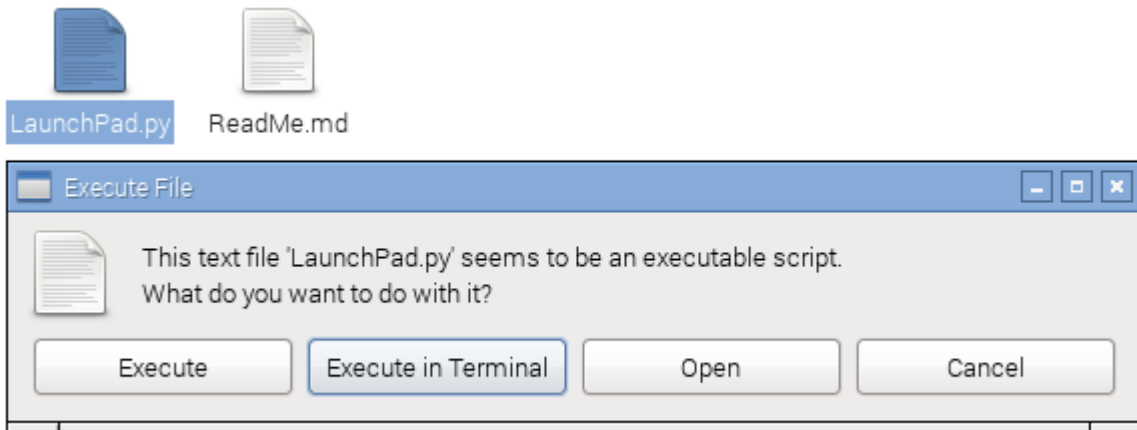 LaunchPad.py
ReadMe.md
Execute File
This text file 'LaunchPad.py' seems to be an executable script.
What do you want to do with it?
Execute
Execute in Terminal
Open
Cancel